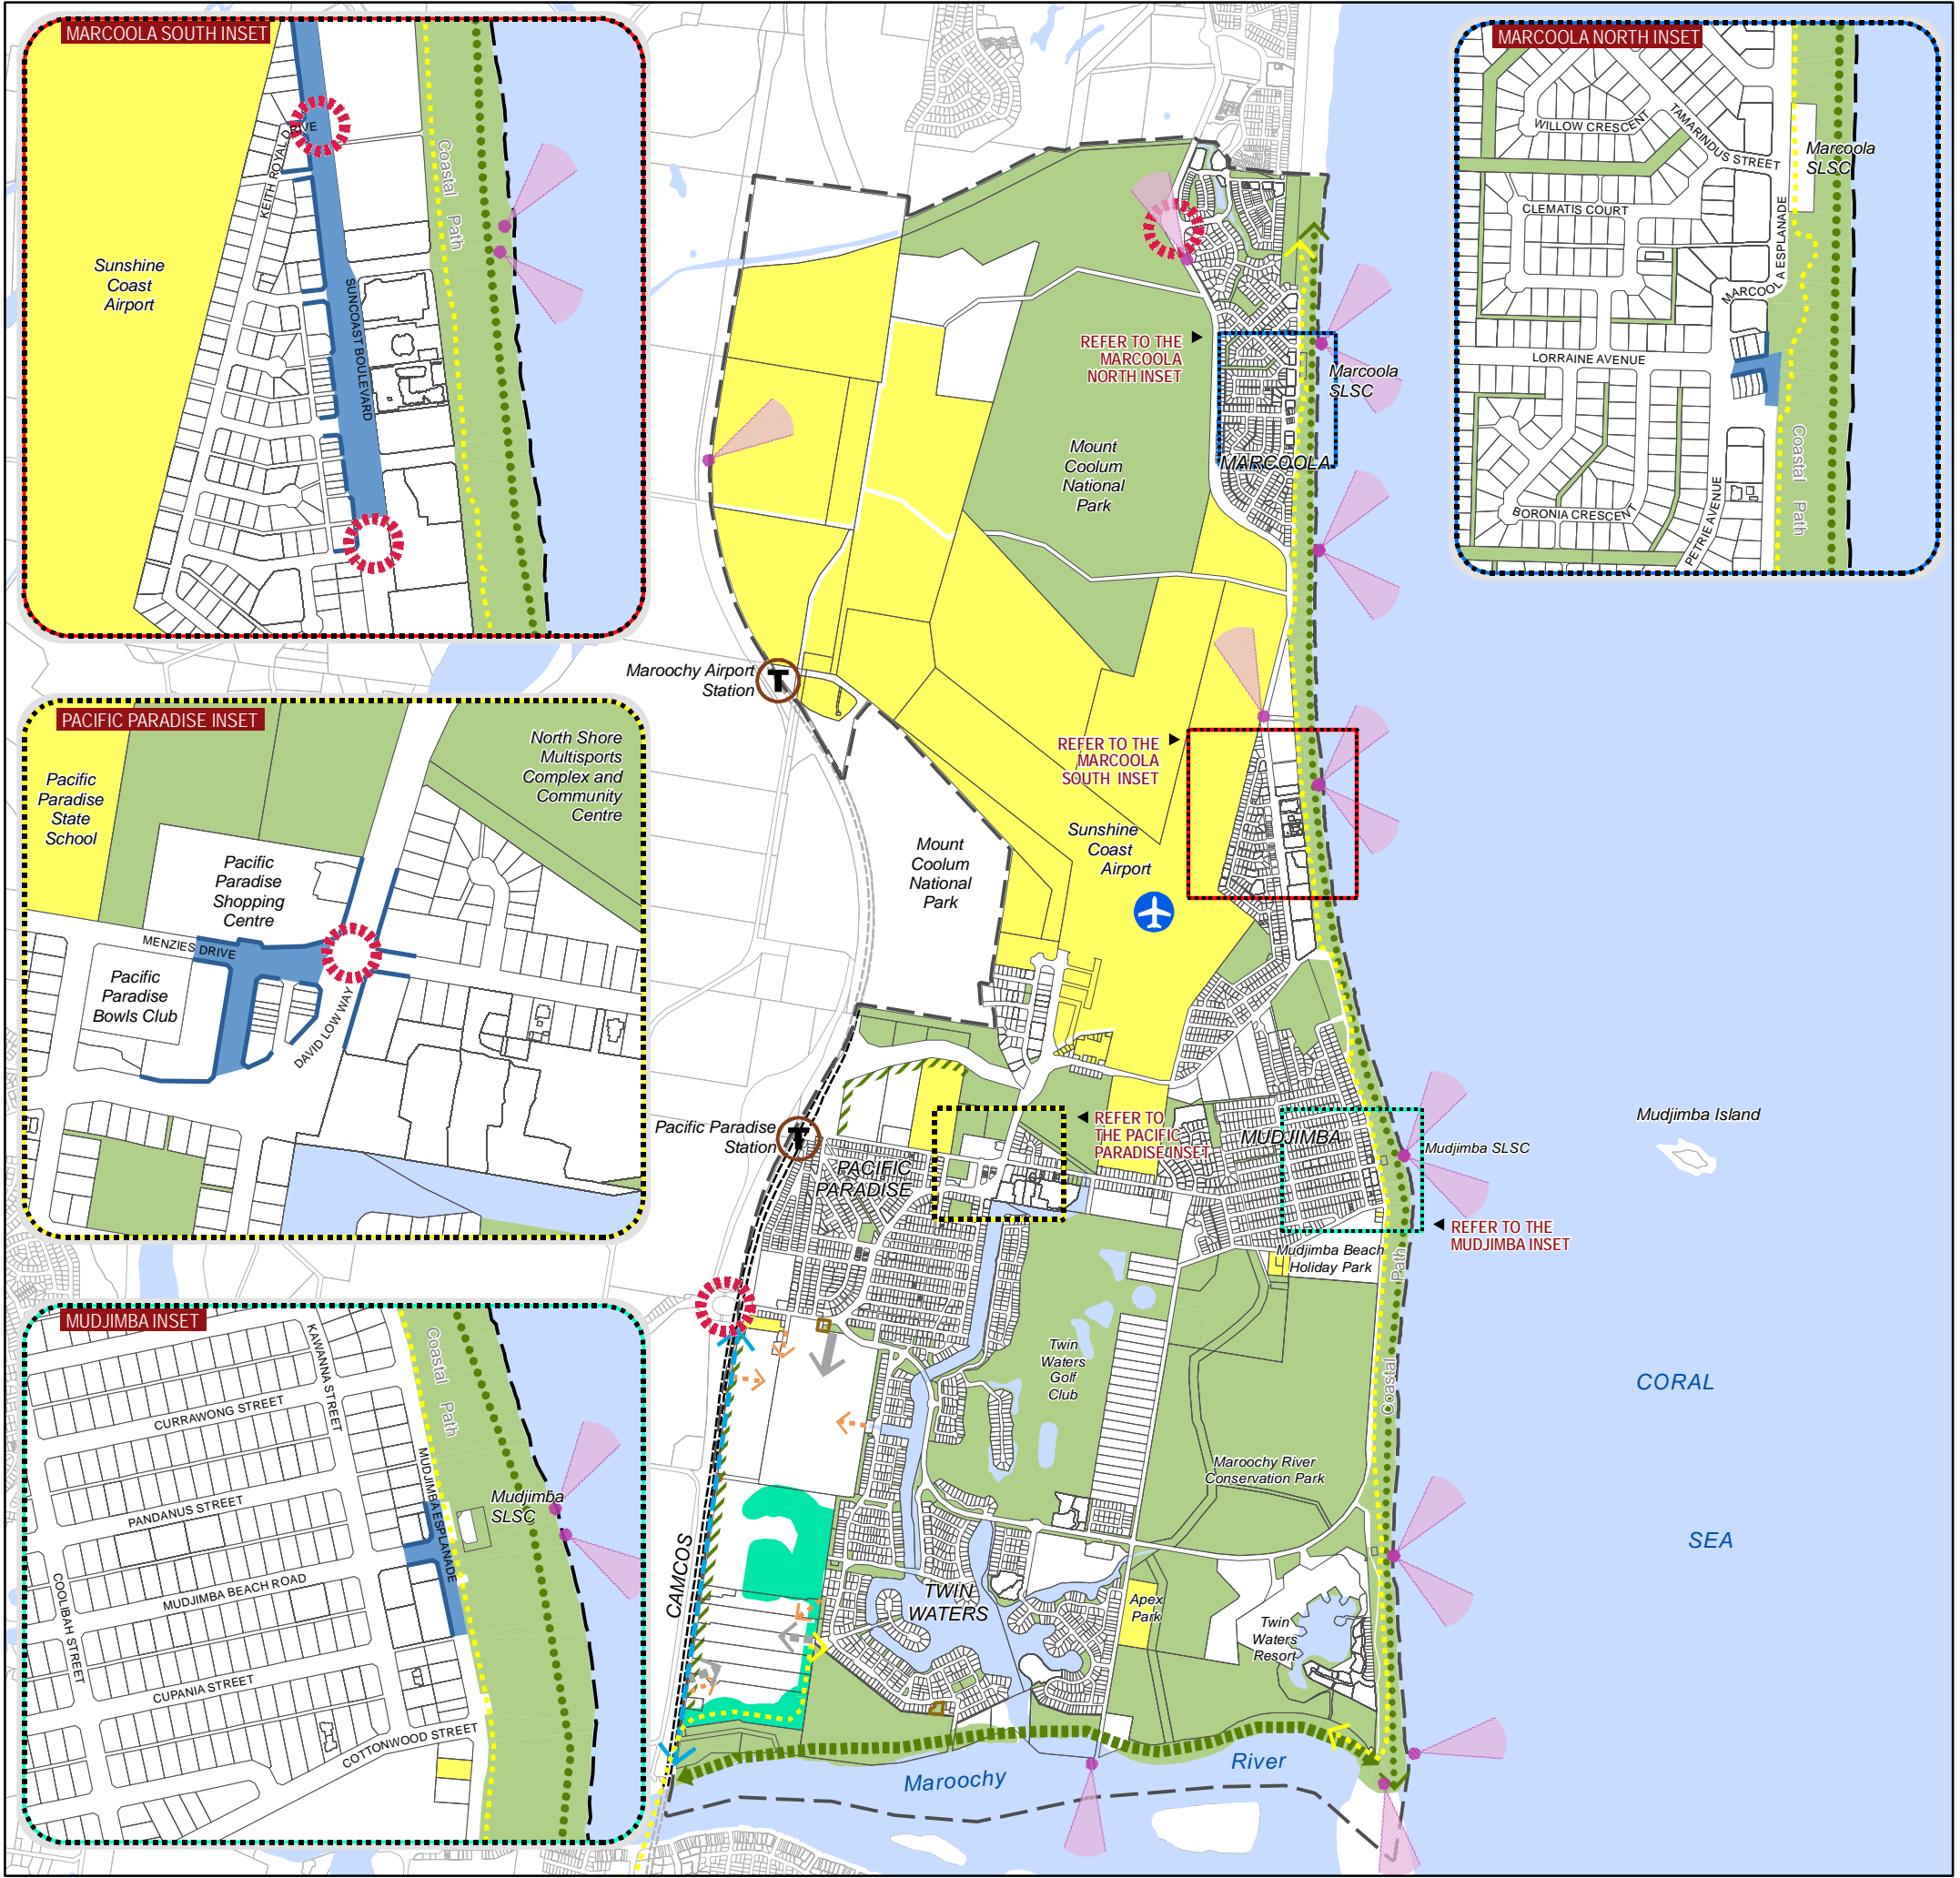 MARCOOLA SOUTH INSET
KEITH ROYAL DRIVE
Sunshine
Coast
Airport
SUNCOAST BOULEVARD
Coastal Path
MARCOOLA NORTH INSET
WILLOW CRESCENT
TAMARINDUS STREET
Marcoola
SLSC
CLEMATIS COURT
MARCOOLA ESPLANADE
LORRAINE AVENUE
BORONIA CRESCENT
PETRIE AVENUE
Coastal Path
REFER TO THE
MARCOOLA
NORTH INSET
Marcoola
SLSC
MARCOOLA
Mount
Coolum
National
Park
Maroochy Airport
Station
T
REFER TO THE
MARCOOLA
SOUTH INSET
Sunshine
Coast
Airport
Mount
Coolum
National
Park
PACIFIC PARADISE INSET
North Shore
Multisports
Complex and
Community
Centre
Pacific
Paradise
State
School
Pacific
Paradise
Shopping
Centre
MENZIES DRIVE
Pacific
Paradise
Bowls Club
DAVID LOW WAY
Pacific Paradise
Station
T
PACIFIC
PARADISE
REFER TO
THE PACIFIC
PARADISE INSET
MUDJIMBA
Mudjimba SLSC
Mudjimba Island
REFER TO THE
MUDJIMBA INSET
Mudjimba Beach
Holiday Park
Path
Coastal
Twin
Waters
Golf
Club
CORAL
SEA
Maroochy River
Conservation Park
CAMCOS
TWIN
WATERS
Apex
Park
Twin
Waters
Resort
Maroochy
River
MUDJIMBA INSET
KAWANNA STREET
Coastal Path
CURRAWONG STREET
MUDJIMBA ESPLANADE
Mudjimba
SLSC
PANDANUS STREET
MUDJIMBA BEACH ROAD
COOLIBAH STREET
CUPANIA STREET
COTTONWOOD STREET